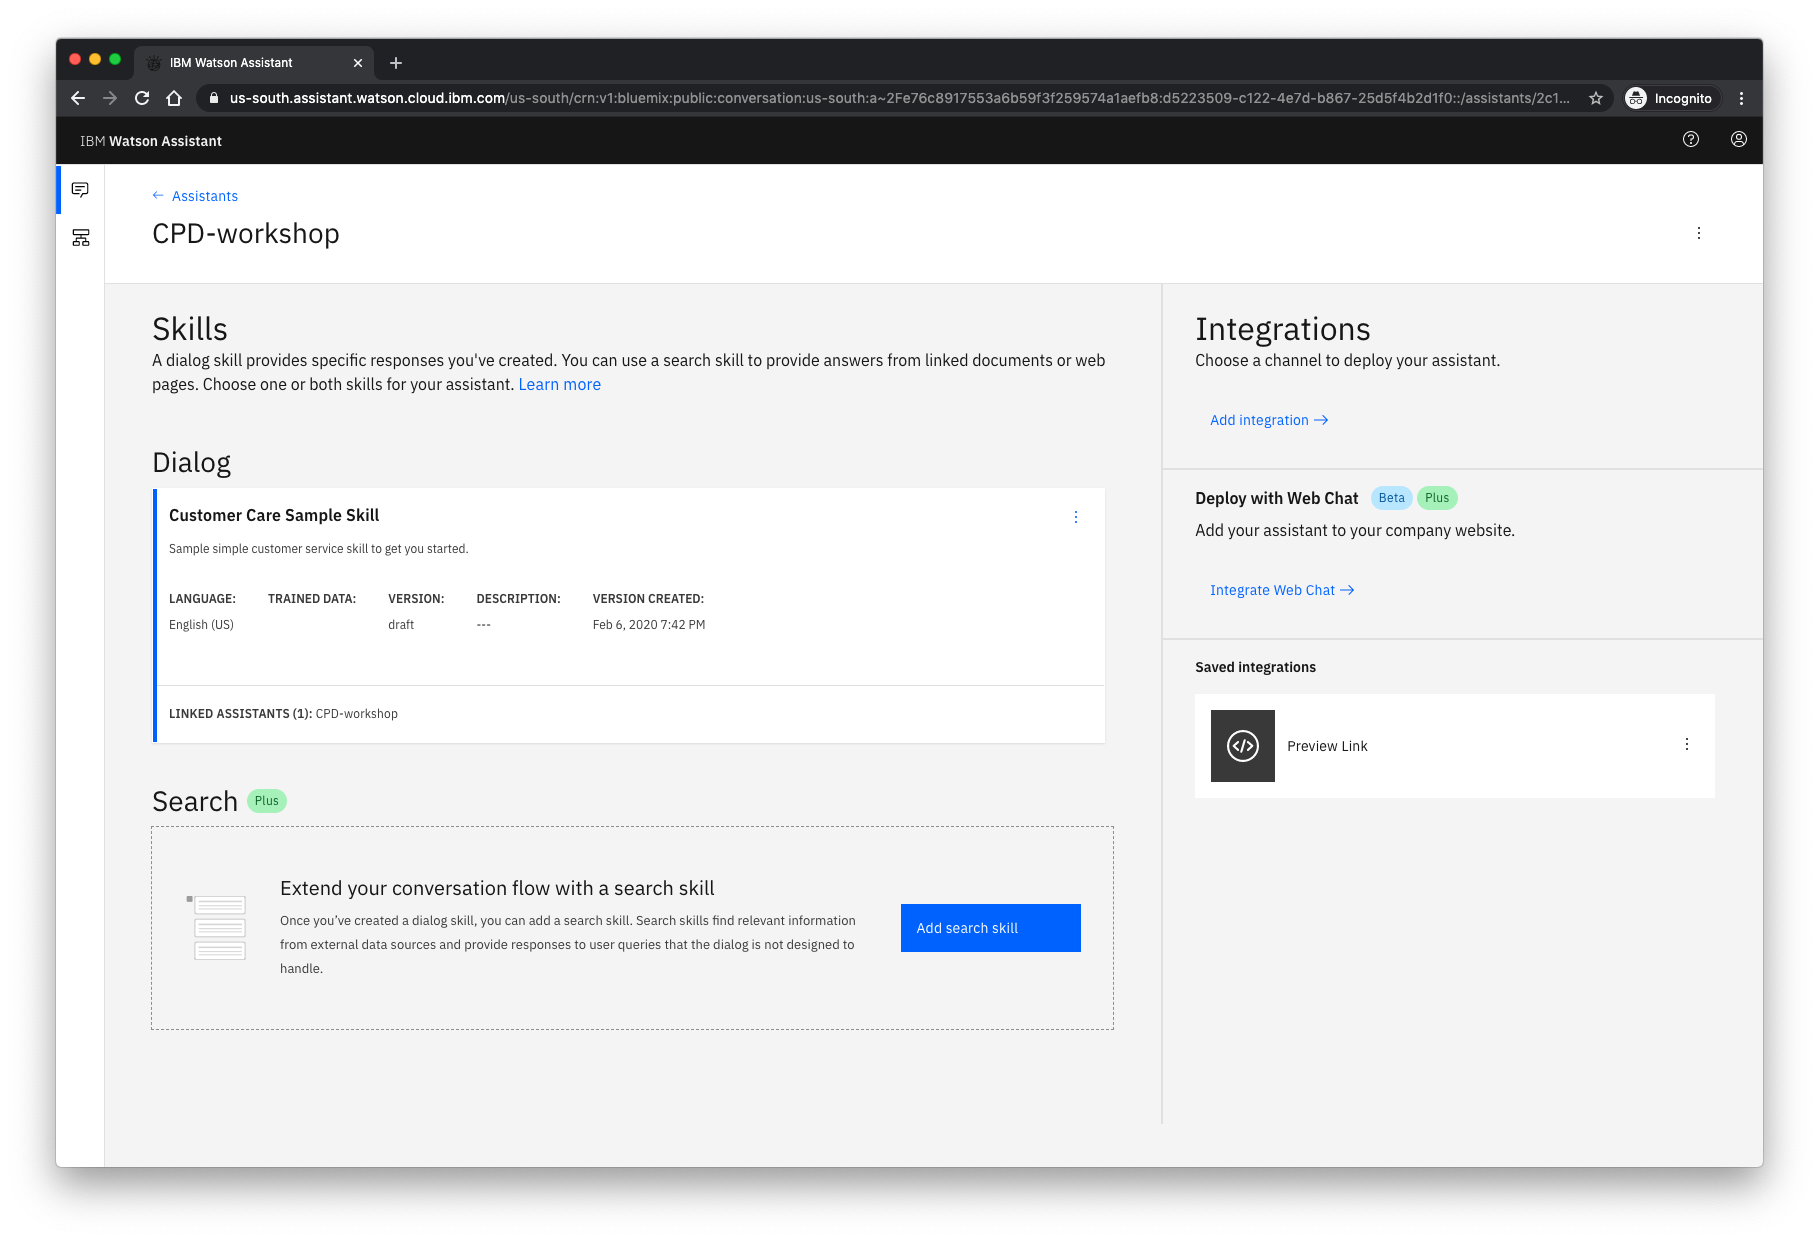 IBM Watson Assistant
us-south.assistant.watson.cloud.ibm.com/us-south/crn:v1:bluemix:public:conversation:us-south:a~2Fe76c8917553a6b59f3f259574a1aefb8:d5223509-c122-4e7d-b867-25d5f4b2d1f0::/assistants/2c1...
Incognito
IBM Watson Assistant
← Assistants
CPD-workshop
Skills
A dialog skill provides specific responses you've created. You can use a search skill to provide answers from linked documents or web
pages. Choose one or both skills for your assistant. Learn more
Dialog
Customer Care Sample Skill
Sample simple customer service skill to get you started.
LANGUAGE: TRAINED DATA: VERSION: DESCRIPTION: VERSION CREATED:
English (US) draft --- Feb 6, 2020 7:42 PM
LINKED ASSISTANTS (1): CPD-workshop
Search Plus
Extend your conversation flow with a search skill
Once you've created a dialog skill, you can add a search skill. Search skills find relevant information
from external data sources and provide responses to user queries that the dialog is not designed to
handle.
Add search skill
Integrations
Choose a channel to deploy your assistant.
Add integration →
Deploy with Web Chat Beta Plus
Add your assistant to your company website.
Integrate Web Chat →
Saved integrations
Preview Link